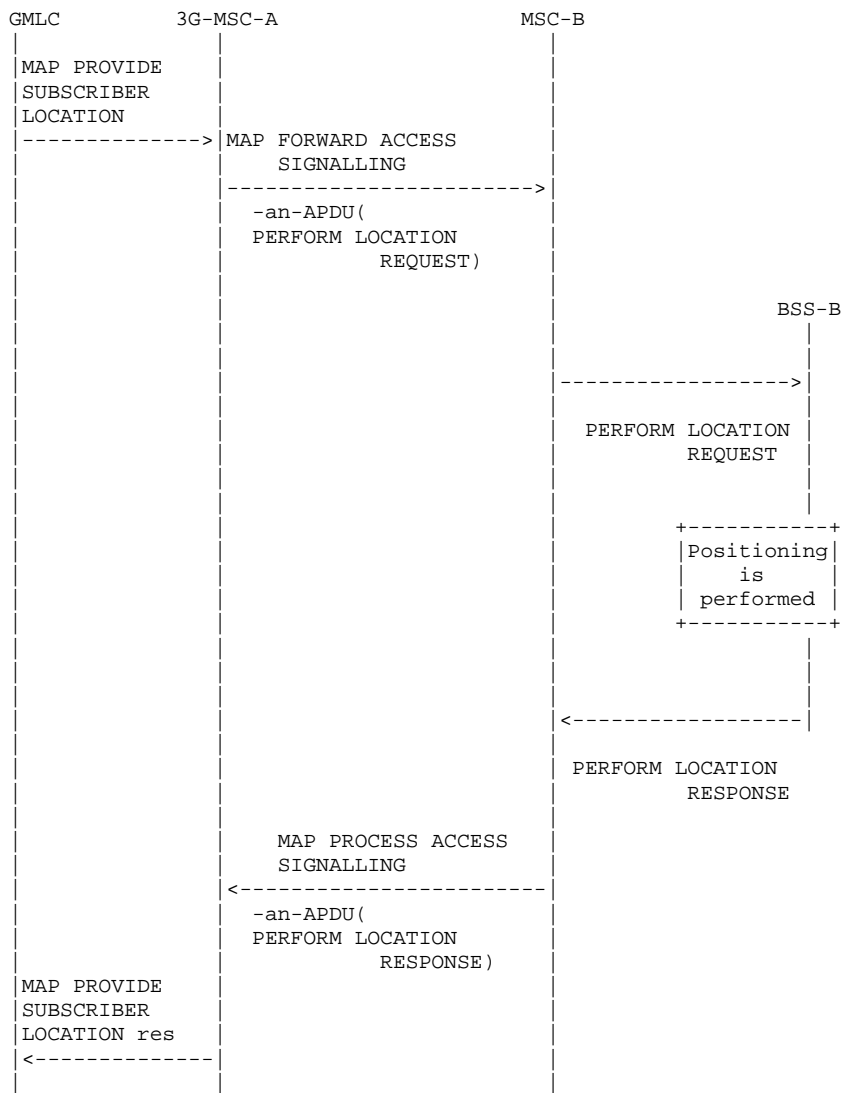 GMLC 3G-MSC-A MSC-B
MAP PROVIDE
SUBSCRIBER
LOCATION
-------------->MAP FORWARD ACCESS
SIGNALLING
------------------------>
-an-APDU(
PERFORM LOCATION
REQUEST)
BSS-B
------------------>
PERFORM LOCATION
REQUEST
+-----------+
|Positioning|
| is |
| performed |
+-----------+
<------------------
PERFORM LOCATION
RESPONSE
MAP PROCESS ACCESS
SIGNALLING
<------------------------
-an-APDU(
PERFORM LOCATION
RESPONSE)
MAP PROVIDE
SUBSCRIBER
LOCATION res
<--------------